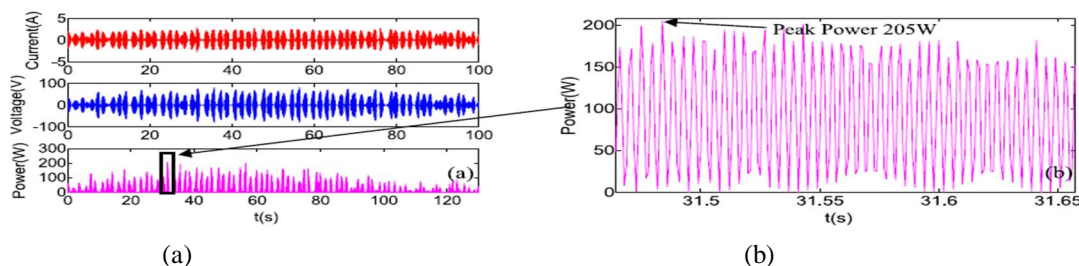 (a)
Current(A)
5
0
-5
0 20 40 60 80 100
Voltage(V)
100
0
-100
0 20 40 60 80 100
Power(W)
300
200
100
0
(a)
0 20 40 60 80 100 120
t(s)
(a)
(b)
Power(W)
200
150
100
50
0
Peak Power 205W
(b)
31.5 31.55 31.6 31.65
t(s)
(b)